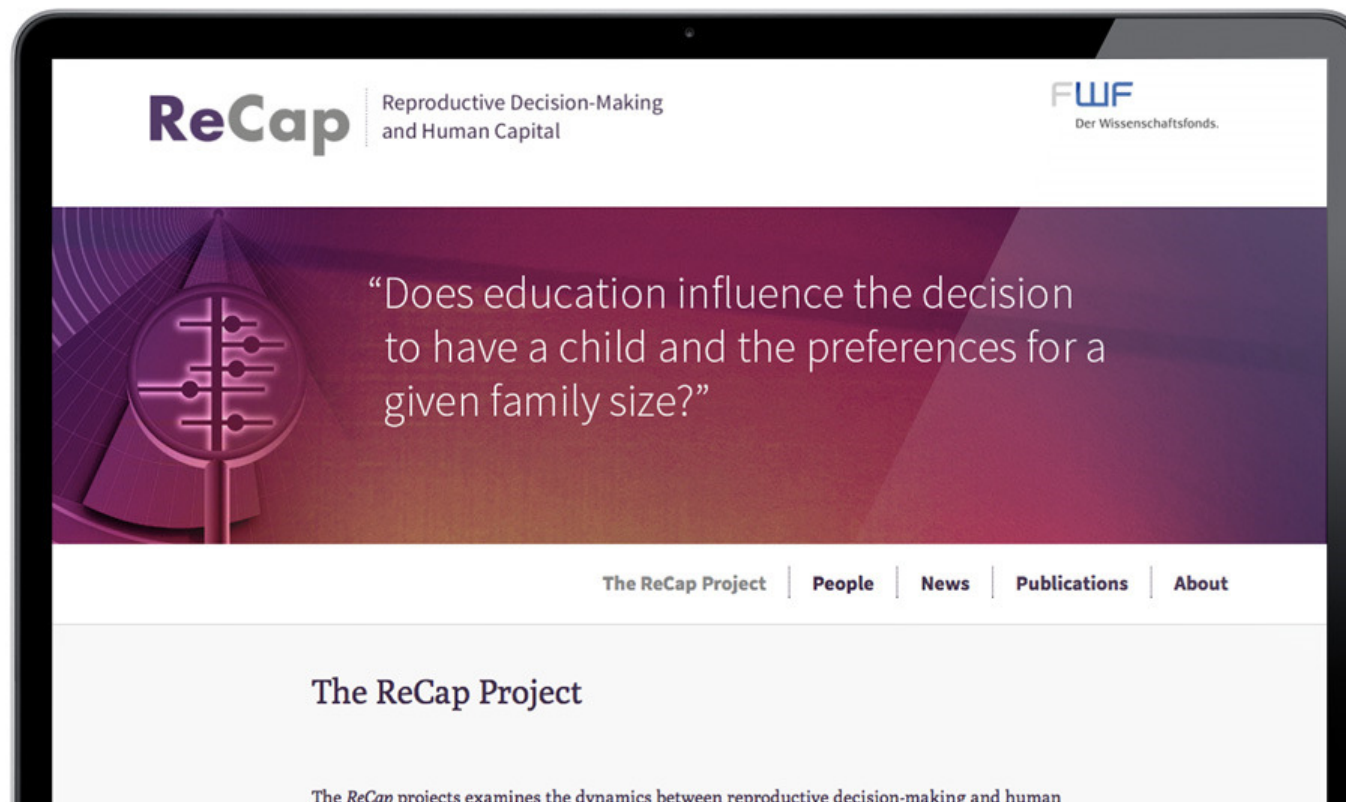 ReCap
Reproductive Decision-Making
and Human Capital
FWF
Der Wissenschaftsfonds.
“Does education influence the decision
to have a child and the preferences for a
given family size?”
The ReCap Project
People
News
Publications
About
The ReCap Project
The ReCap projects examines the dynamics between reproductive decision-making and human